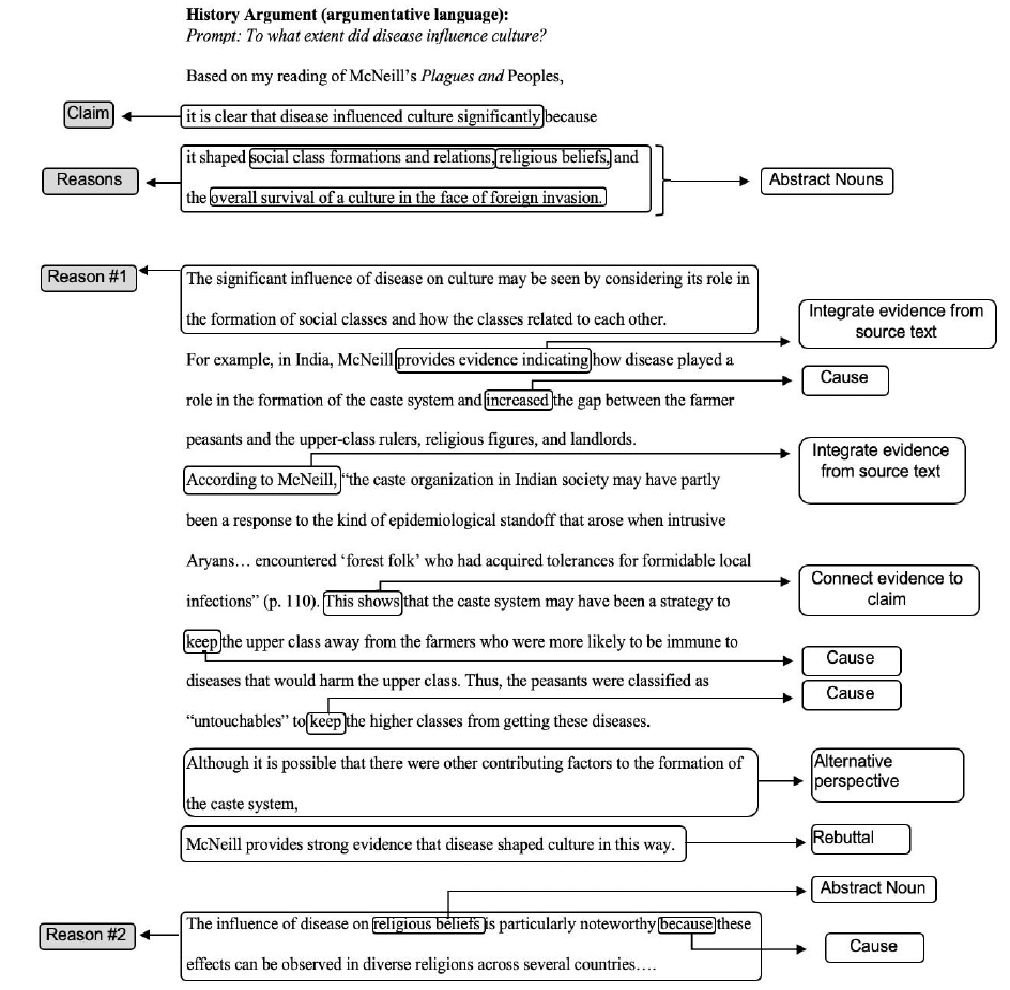 History Argument (argumentative language):
Prompt: To what extent did disease influence culture?
Based on my reading of McNeill's Plagues and Peoples,
Claim
it is clear that disease influenced culture significantly because
it shaped social class formations and relations, religious beliefs, and
Reasons
Abstract Nouns
the overall survival of a culture in the face of foreign invasion.
Reason #1
The significant influence of disease on culture may be seen by considering its role in
the formation of social classes and how the classes related to each other.
Integrate evidence from
source text
For example, in India, McNeill provides evidence indicating how disease played a
Cause
role in the formation of the caste system and increased the gap between the farmer
peasants and the upper-class rulers, religious figures, and landlords.
Integrate evidence
from source text
According to McNeill, “the caste organization in Indian society may have partly
been a response to the kind of epidemiological standoff that arose when intrusive
Aryans… encountered ‘forest folk’ who had acquired tolerances for formidable local
Connect evidence to
claim
infections” (p. 110). This shows that the caste system may have been a strategy to
keep the upper class away from the farmers who were more likely to be immune to
Cause
diseases that would harm the upper class. Thus, the peasants were classified as
Cause
“untouchables” to keep the higher classes from getting these diseases.
Although it is possible that there were other contributing factors to the formation of
the caste system,
Alternative
perspective
McNeill provides strong evidence that disease shaped culture in this way.
Rebuttal
Abstract Noun
Reason #2
The influence of disease on religious beliefs is particularly noteworthy because these
Cause
effects can be observed in diverse religions across several countries….